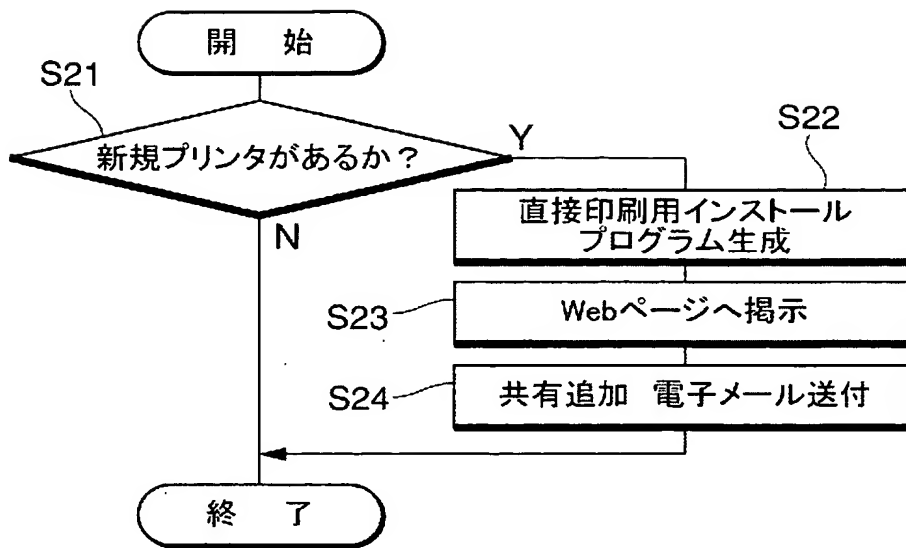 開 始
S21
新規プリンタがあるか？
Y
N
S22
直接印刷用インストール
プログラム生成
S23
Webページへ掲示
S24
共有追加 電子メール送付
終 了